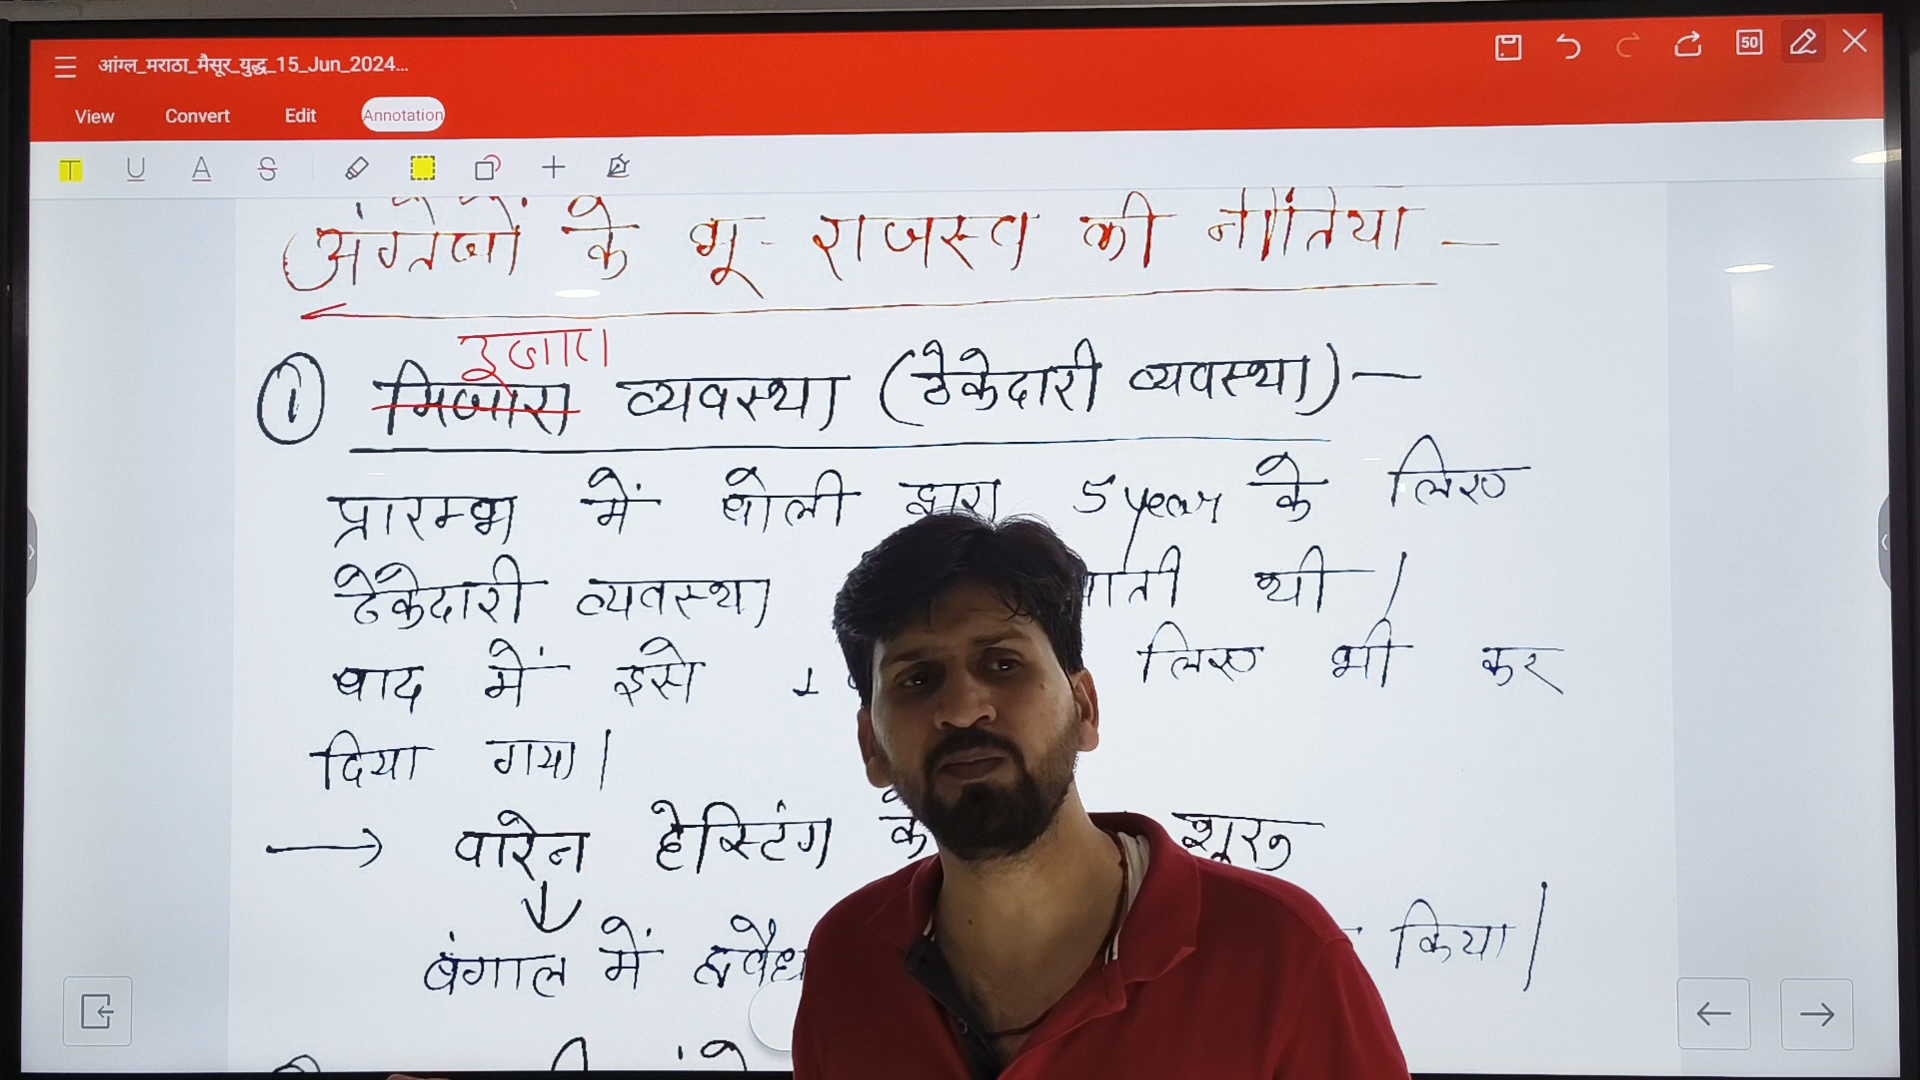 आंग्ल_मराठा_मैसूर_युद्ध_15_Jun_2024...
50
View Convert Edit Annotation
T U A S
अंग्रेजों के भू-राजस्व की नीतियां —
इजारा
① मिजोरा व्यवस्था (ठेकेदारी व्यवस्था) —
प्रारम्भ में बोली द्वारा 5 year के लिए
ठेकेदारी व्यवस्था थी।
बाद में इसे लिए भी कर
दिया गया।
→ वारेन हेस्टिंग के शुरू
बंगाल में द्वैध किया।